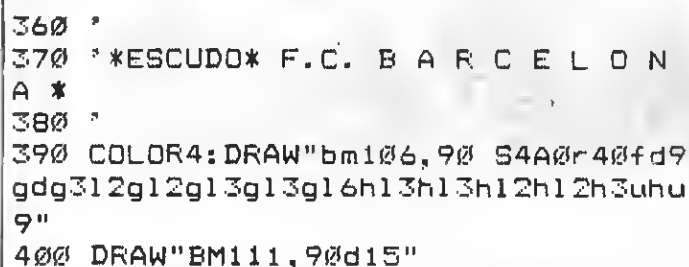 360 '
370 '*ESCUDO* F.C. B A R C E L O N
A *
380 '
390 COLOR4:DRAW"bm106,90 S4A0r40fd9
gdg3l2gl2gl3gl3gl6hl3hl3hl2hl2h3uhu
9"
400 DRAW"BM111,90d15"